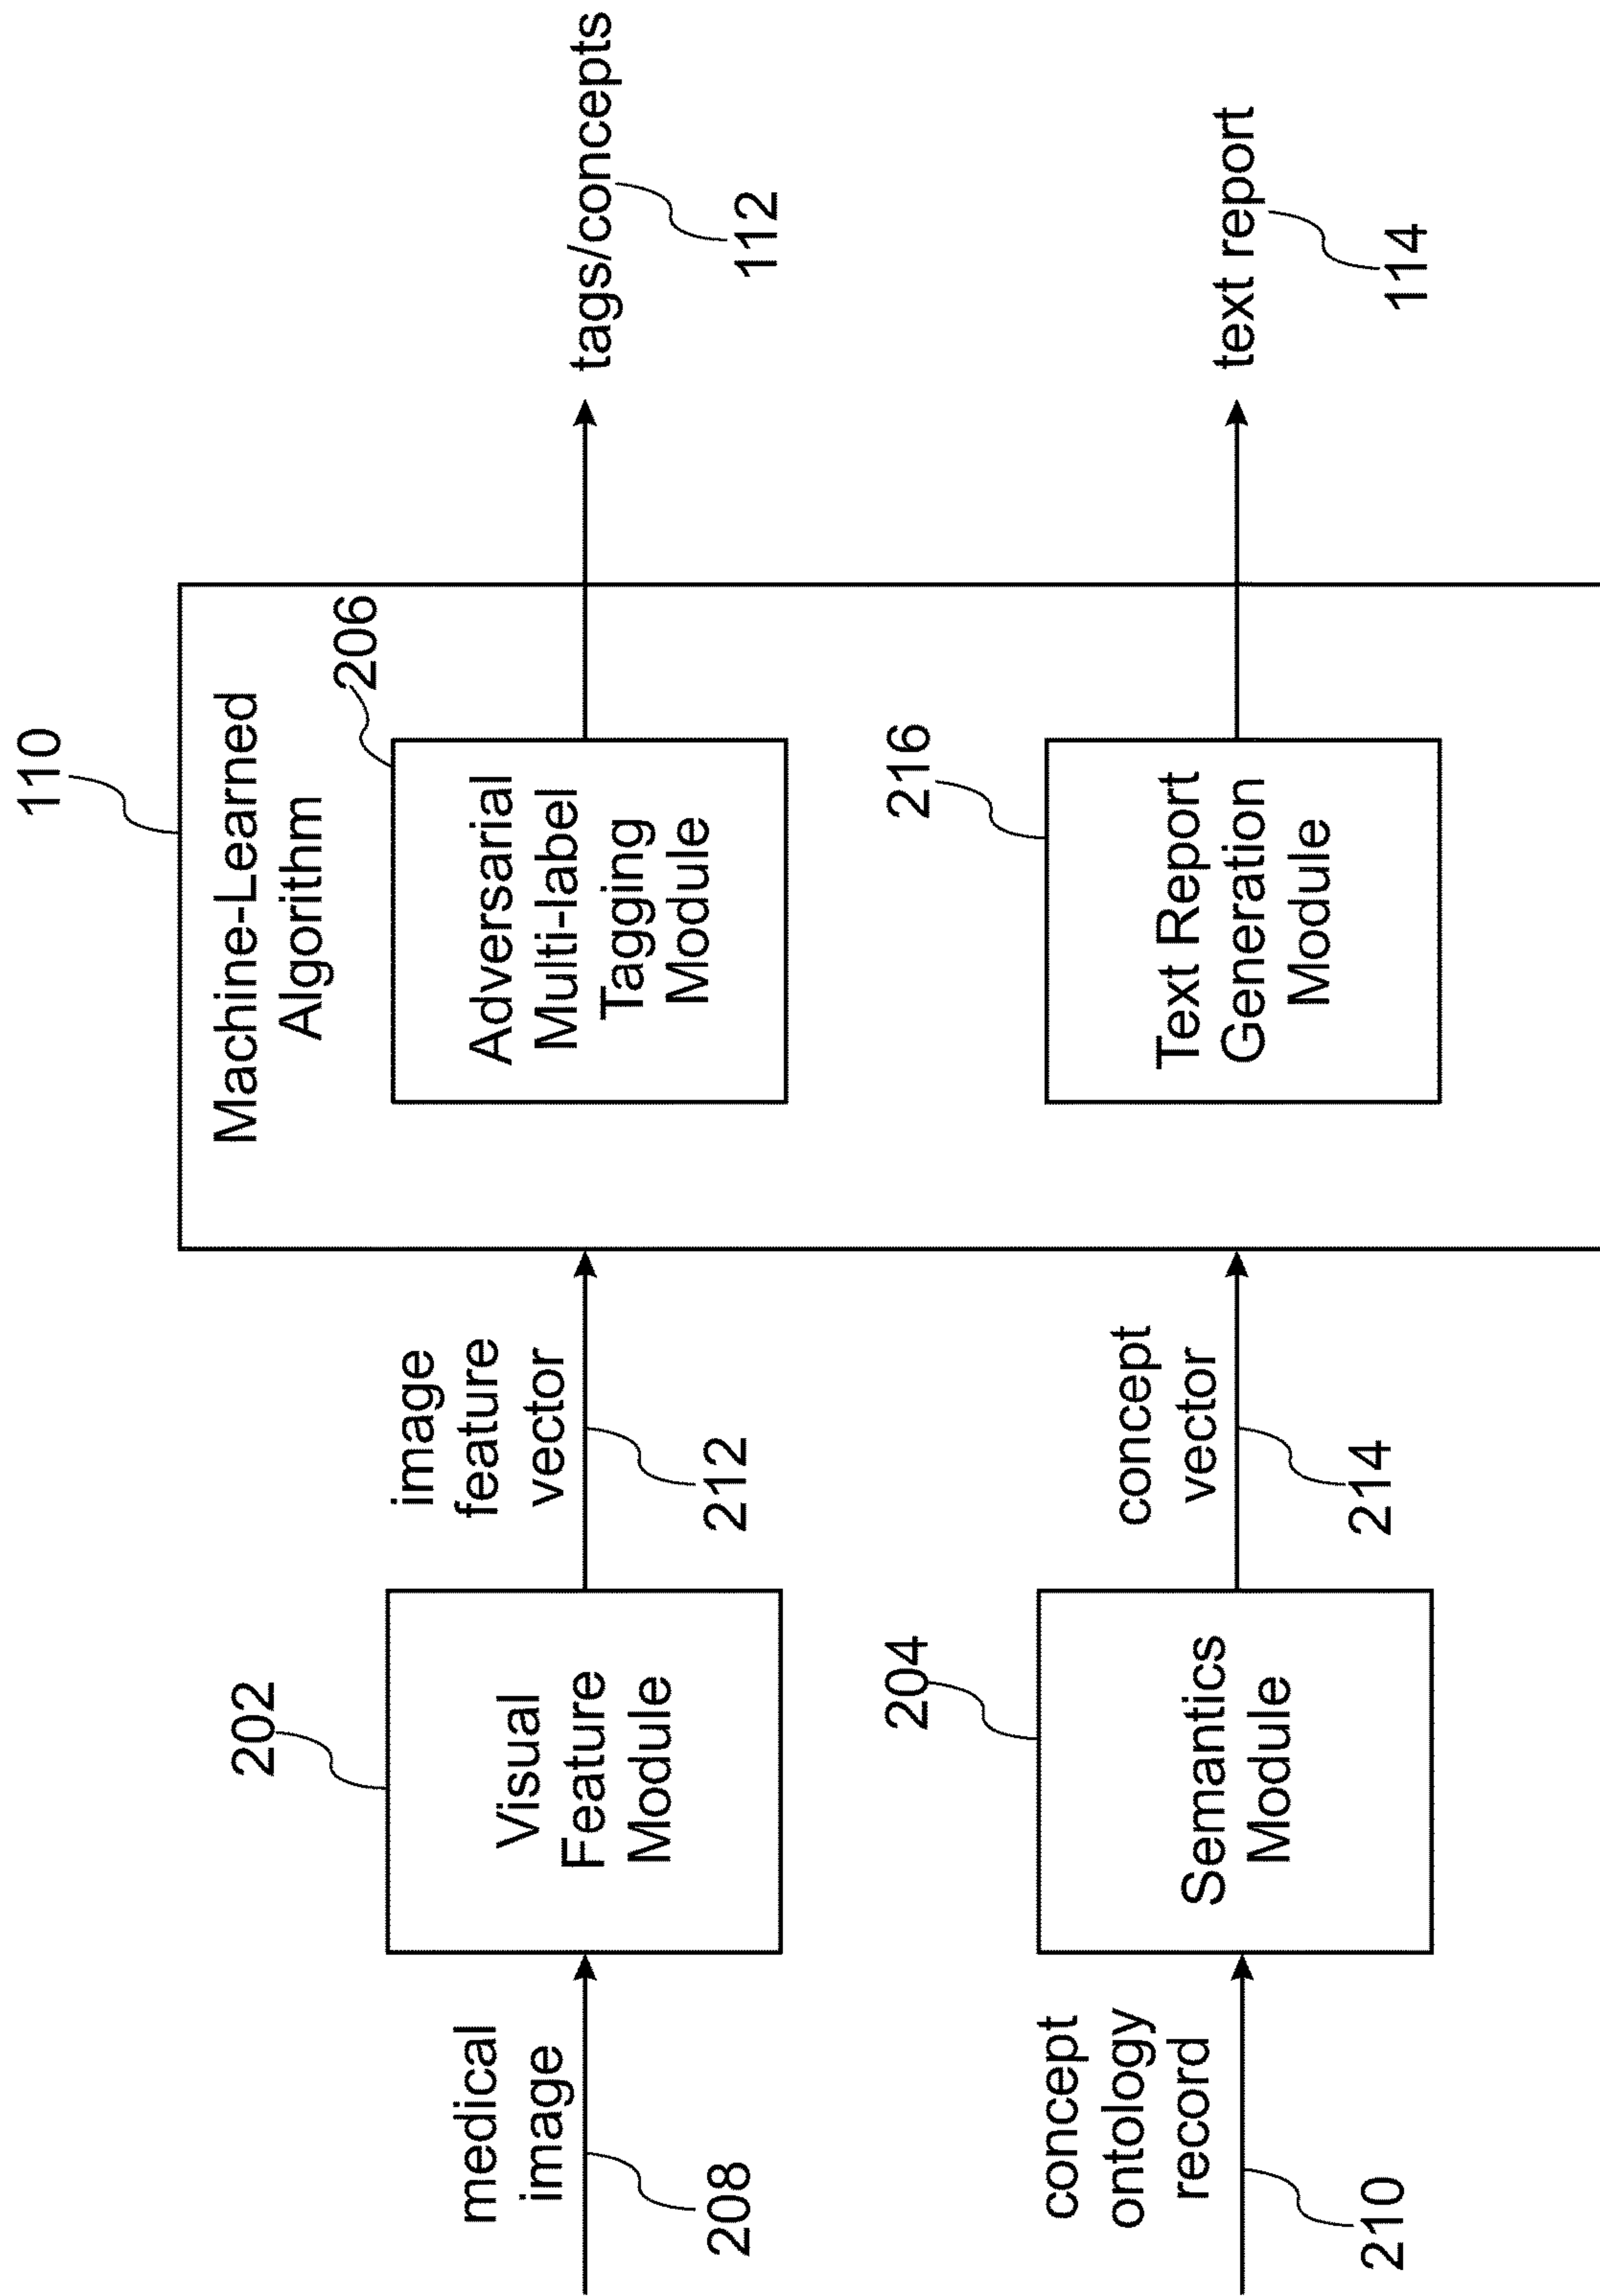 110
Machine-Learned
Algorithm
206
202
Visual
Feature
Module
medical
image
208
image
feature
vector
212
Adversarial
Multi-label
Tagging
Module
tags/concepts
112
204
Semantics
Module
concept
ontology
record
210
concept
vector
214
216
Text Report
Generation
Module
text report
114